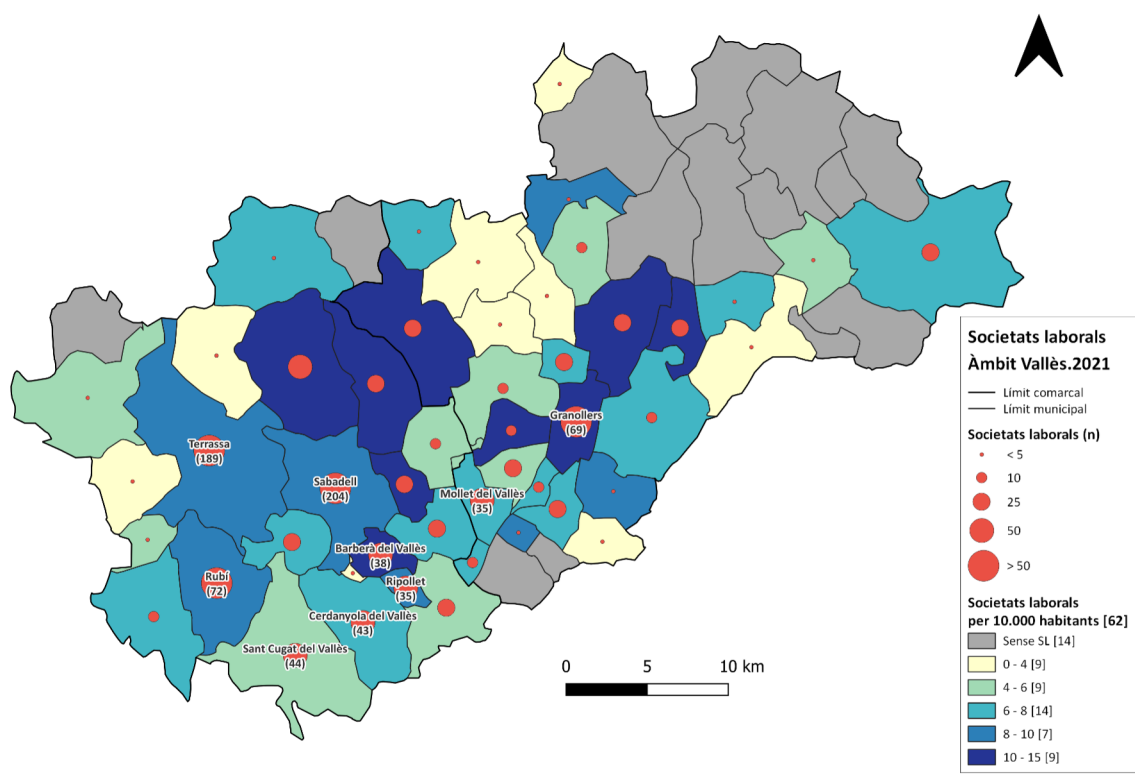 Terrassa
(189)
Sabadell
(204)
Granollers
(69)
Mollet del Vallès
(35)
Barberà del Vallès
(38)
Rubí
(72)
Ripollet
(35)
Cerdanyola del Vallès
(43)
Sant Cugat del Vallès
(44)
0 5 10 km
Societats laborals
Àmbit Vallès.2021
Límit comarcal
Límit municipal
Societats laborals (n)
< 5
10
25
50
> 50
Societats laborals
per 10.000 habitants [62]
Sense SL [14]
0 - 4 [9]
4 - 6 [9]
6 - 8 [14]
8 - 10 [7]
10 - 15 [9]